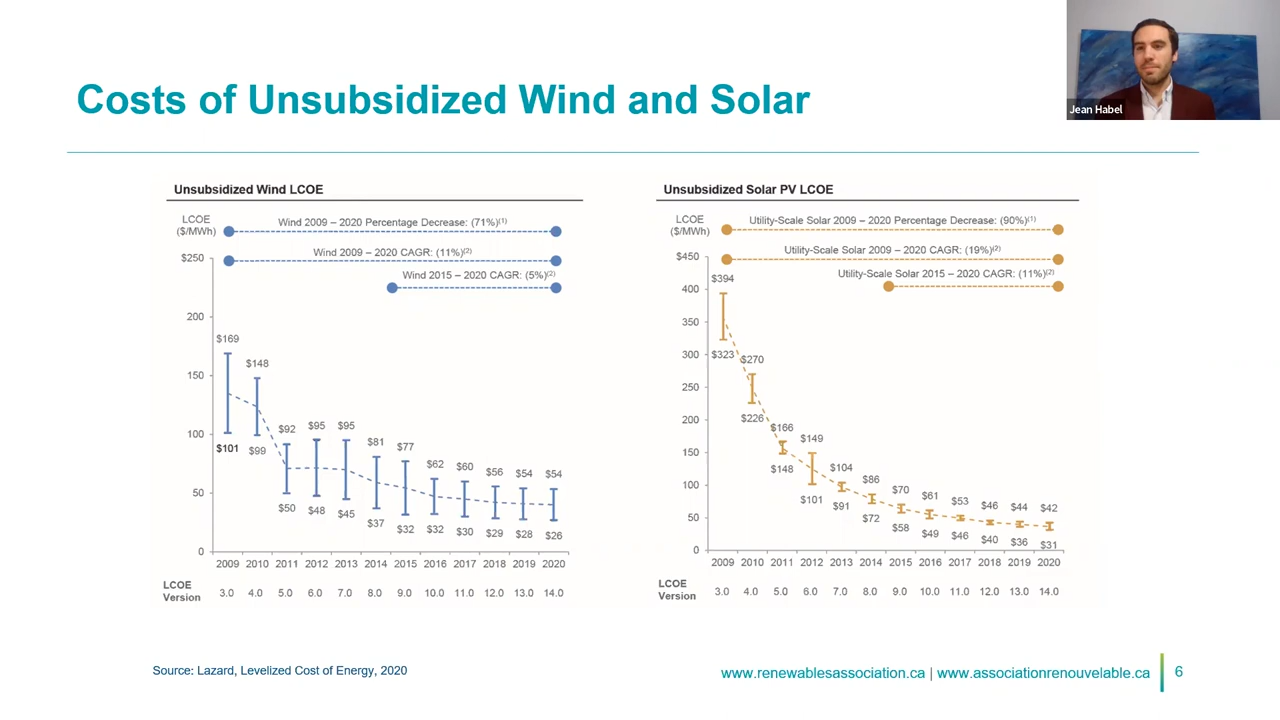 Jean Habel
Costs of Unsubsidized Wind and Solar
Unsubsidized Wind LCOE
LCOE
($/MWh)
Wind 2009 – 2020 Percentage Decrease: (71%)(1)
Wind 2009 – 2020 CAGR: (11%)(2)
Wind 2015 – 2020 CAGR: (5%)(2)
$250
200
150
100
50
0
$169 $148 $92 $95 $95 $81 $77 $62 $60 $56 $54 $54
$101 $99 $50 $48 $45 $37 $32 $32 $30 $29 $28 $26
2009 2010 2011 2012 2013 2014 2015 2016 2017 2018 2019 2020
LCOE
Version
3.0 4.0 5.0 6.0 7.0 8.0 9.0 10.0 11.0 12.0 13.0 14.0
Unsubsidized Solar PV LCOE
LCOE
($/MWh)
Utility-Scale Solar 2009 – 2020 Percentage Decrease: (90%)(1)
Utility-Scale Solar 2009 – 2020 CAGR: (19%)(2)
Utility-Scale Solar 2015 – 2020 CAGR: (11%)(2)
$450
400
350
300
250
200
150
100
50
0
$394 $270 $166 $149 $104 $86 $70 $61 $53 $46 $44 $42
$323 $226 $148 $101 $91 $72 $58 $49 $46 $40 $36 $31
2009 2010 2011 2012 2013 2014 2015 2016 2017 2018 2019 2020
LCOE
Version
3.0 4.0 5.0 6.0 7.0 8.0 9.0 10.0 11.0 12.0 13.0 14.0
Source: Lazard, Levelized Cost of Energy, 2020
www.renewablesassociation.ca | www.associationrenouvelable.ca
6